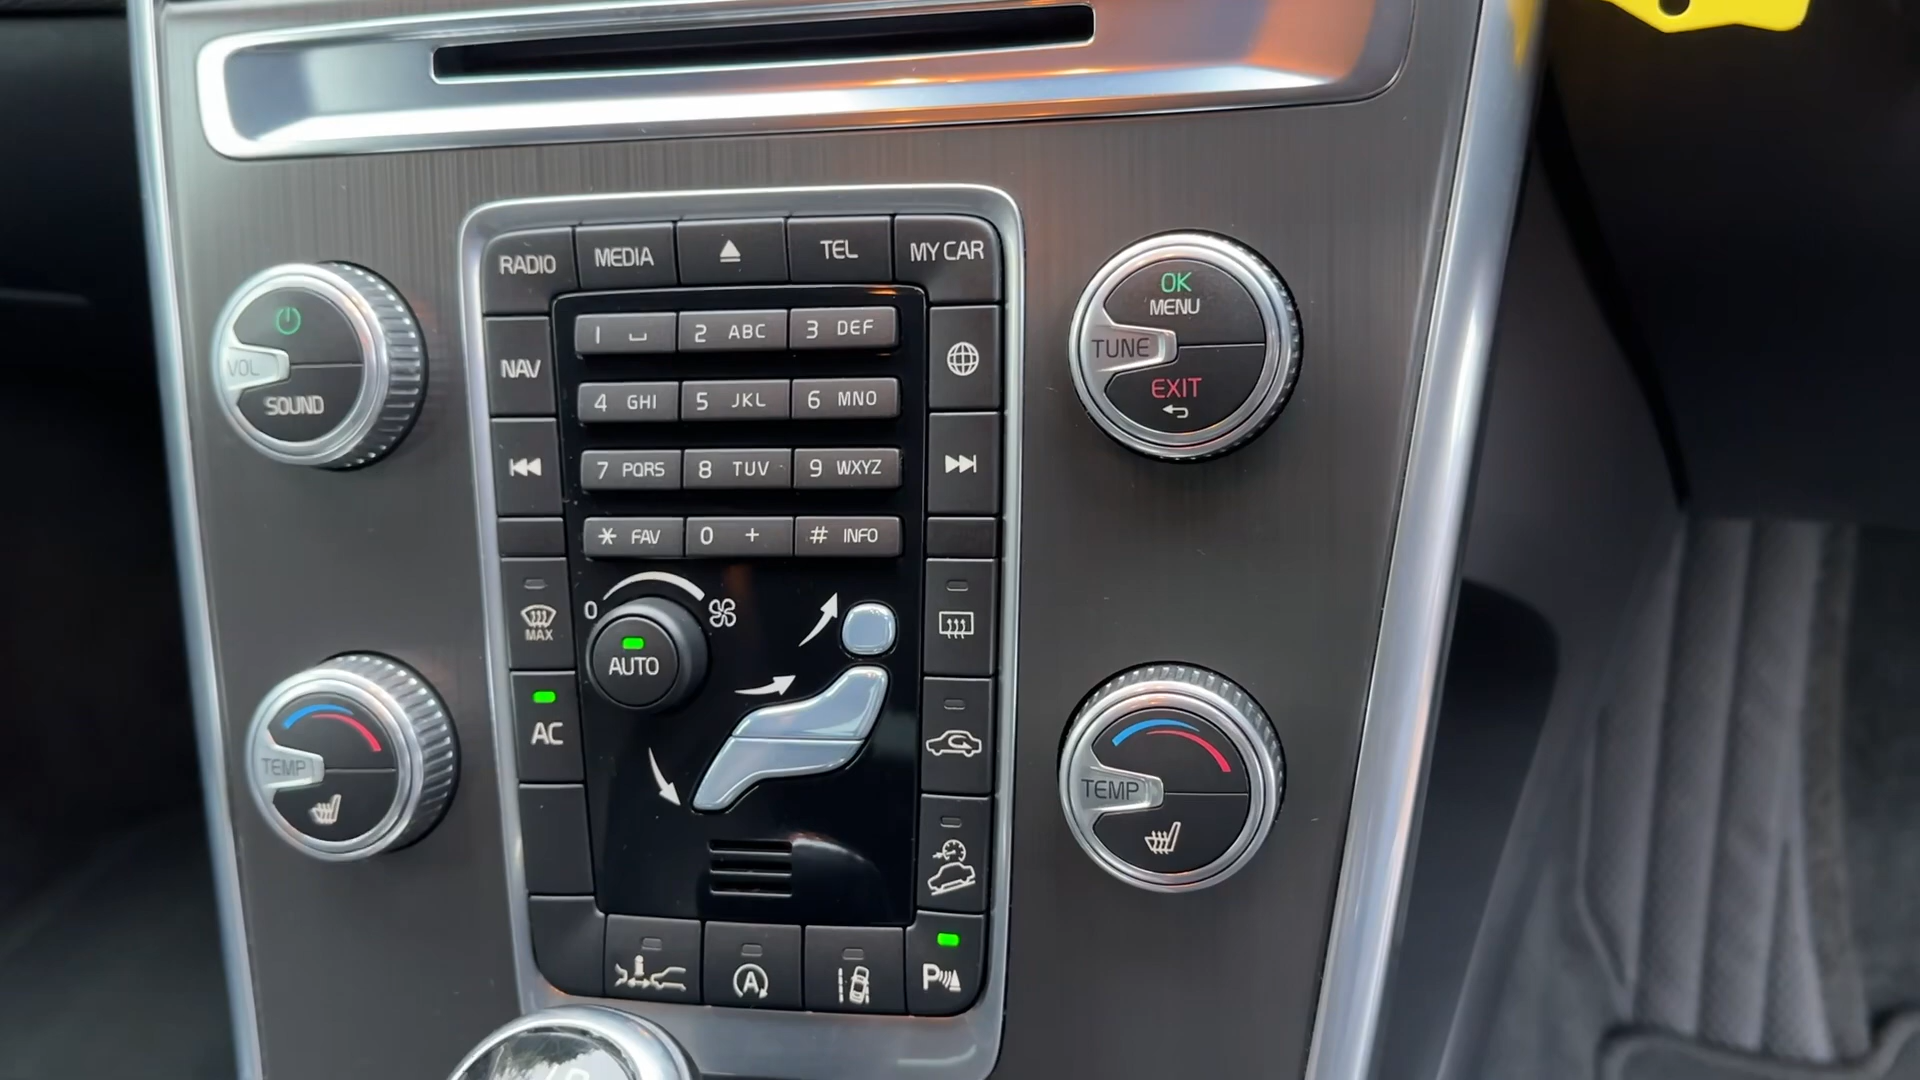 RADIO
MEDIA
TEL
MY CAR
VOL
SOUND
NAV
1 ⎵
2 ABC
3 DEF
4 GHI
5 JKL
6 MNO
7 PQRS
8 TUV
9 WXYZ
* FAV
0 +
# INFO
OK
MENU
TUNE
EXIT
MAX
0
AUTO
AC
TEMP
TEMP
A
P